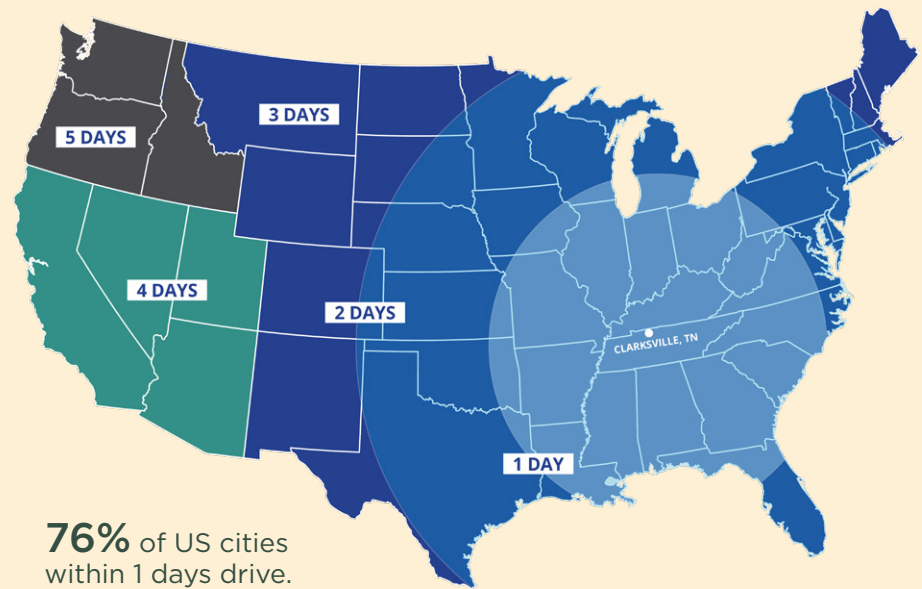 5 DAYS
3 DAYS
4 DAYS
2 DAYS
CLARKSVILLE, TN
1 DAY
76% of US cities
within 1 days drive.